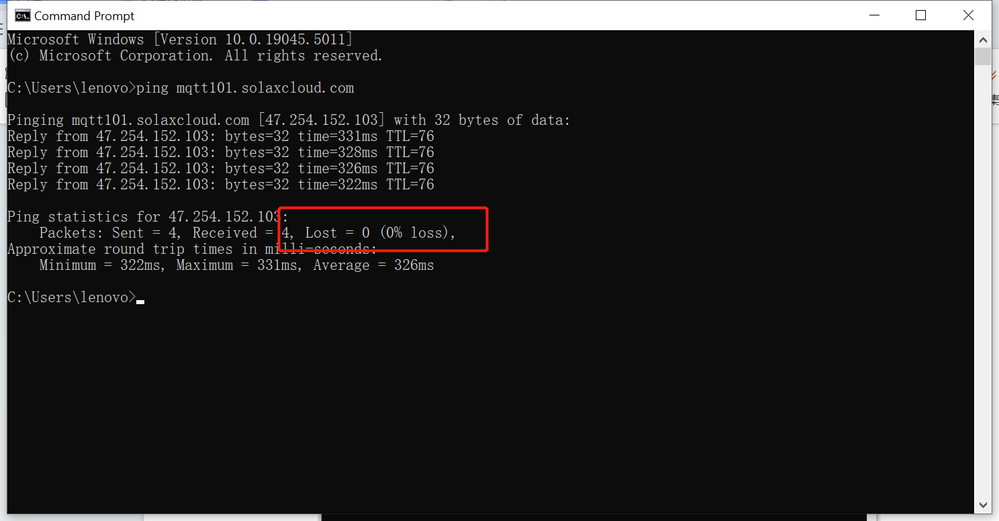 Command Prompt
Microsoft Windows [Version 10.0.19045.5011]
(c) Microsoft Corporation. All rights reserved.
C:\Users\lenovo>ping mqtt101.solaxcloud.com
Pinging mqtt101.solaxcloud.com [47.254.152.103] with 32 bytes of data:
Reply from 47.254.152.103: bytes=32 time=331ms TTL=76
Reply from 47.254.152.103: bytes=32 time=328ms TTL=76
Reply from 47.254.152.103: bytes=32 time=326ms TTL=76
Reply from 47.254.152.103: bytes=32 time=322ms TTL=76
Ping statistics for 47.254.152.103:
Packets: Sent = 4, Received = 4, Lost = 0 (0% loss),
Approximate round trip times in milli-seconds:
Minimum = 322ms, Maximum = 331ms, Average = 326ms
C:\Users\lenovo>